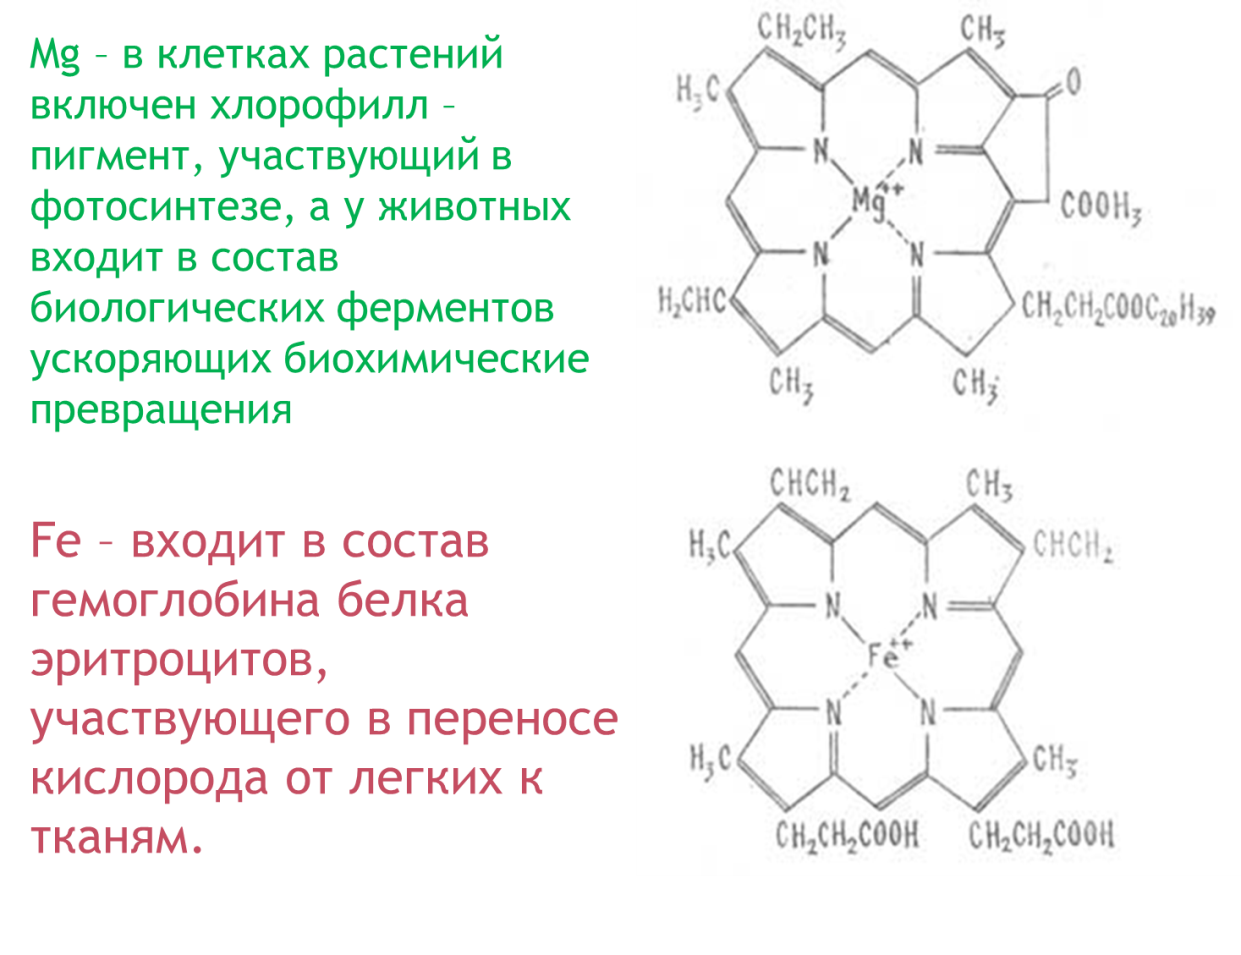 Mg – в клетках растений
включен хлорофилл –
пигмент, участвующий в
фотосинтезе, а у животных
входит в состав
биологических ферментов
ускоряющих биохимические
превращения
CH₂CH₃ CH₃
H₃C O
N N
Mg⁺⁺
COOH₃
N N
H₂CHC CH₂CH₂COOC₂₀H₃₉
CH₃ CH₃
Fe – входит в состав
гемоглобина белка
эритроцитов,
участвующего в переносе
кислорода от легких к
тканям.
CHCH₂ CH₃
H₃C CHCH₂
N N
Fe⁺⁺
N N
H₃C CH₃
CH₂CH₂COOH CH₂CH₂COOH